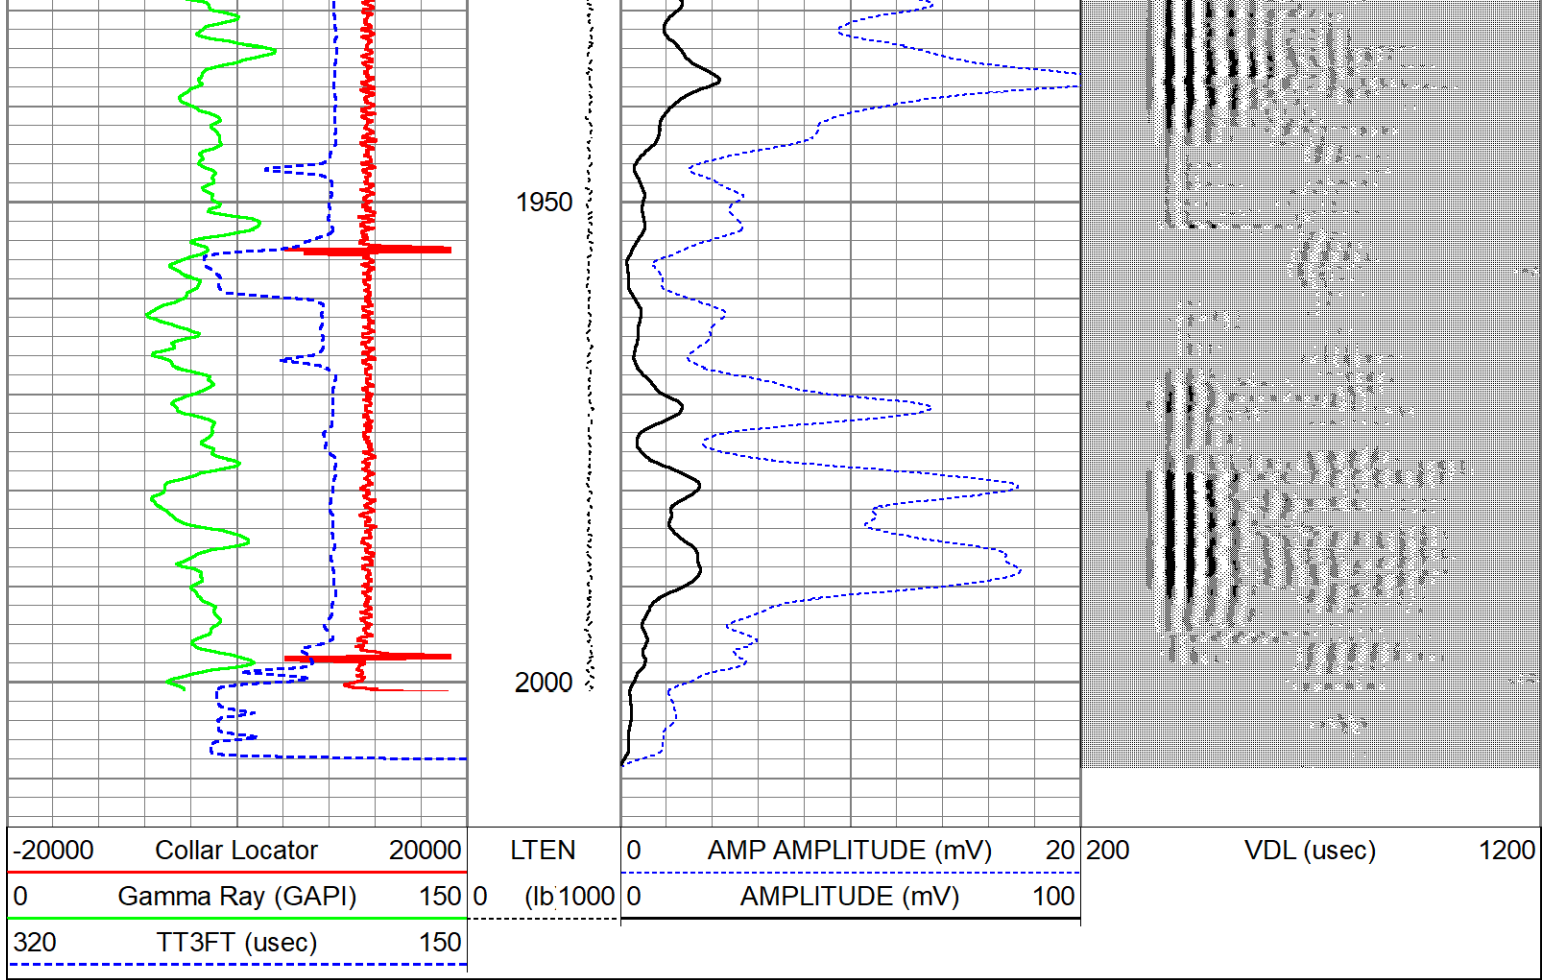 1950
2000
-20000 Collar Locator 20000 LTEN 0 AMP AMPLITUDE (mV) 20 200 VDL (usec) 1200
0 Gamma Ray (GAPI) 150 0 (lb 1000 0 AMPLITUDE (mV) 100
320 TT3FT (usec) 150